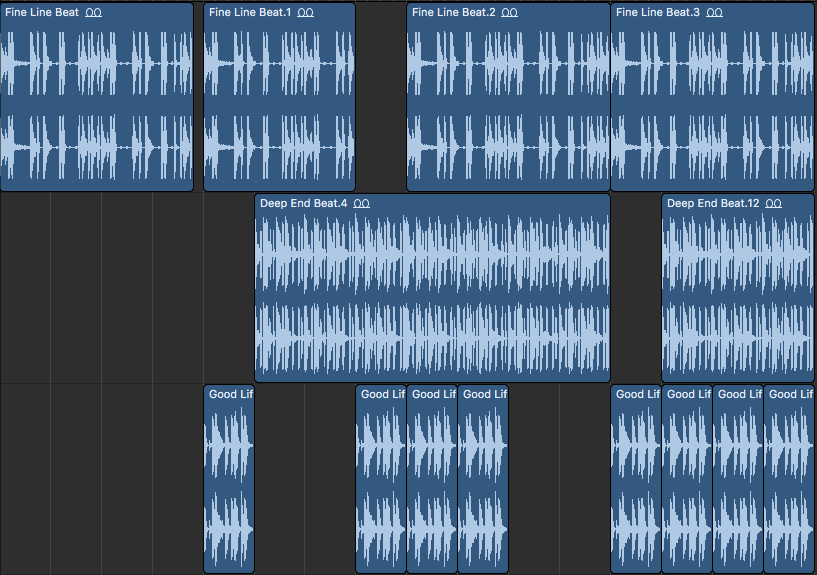 Fine Line Beat
Fine Line Beat.1
Fine Line Beat.2
Fine Line Beat.3
Deep End Beat.4
Deep End Beat.12
Good Lif
Good Lif
Good Lif
Good Lif
Good Lif
Good Lif
Good Lif
Good Lif